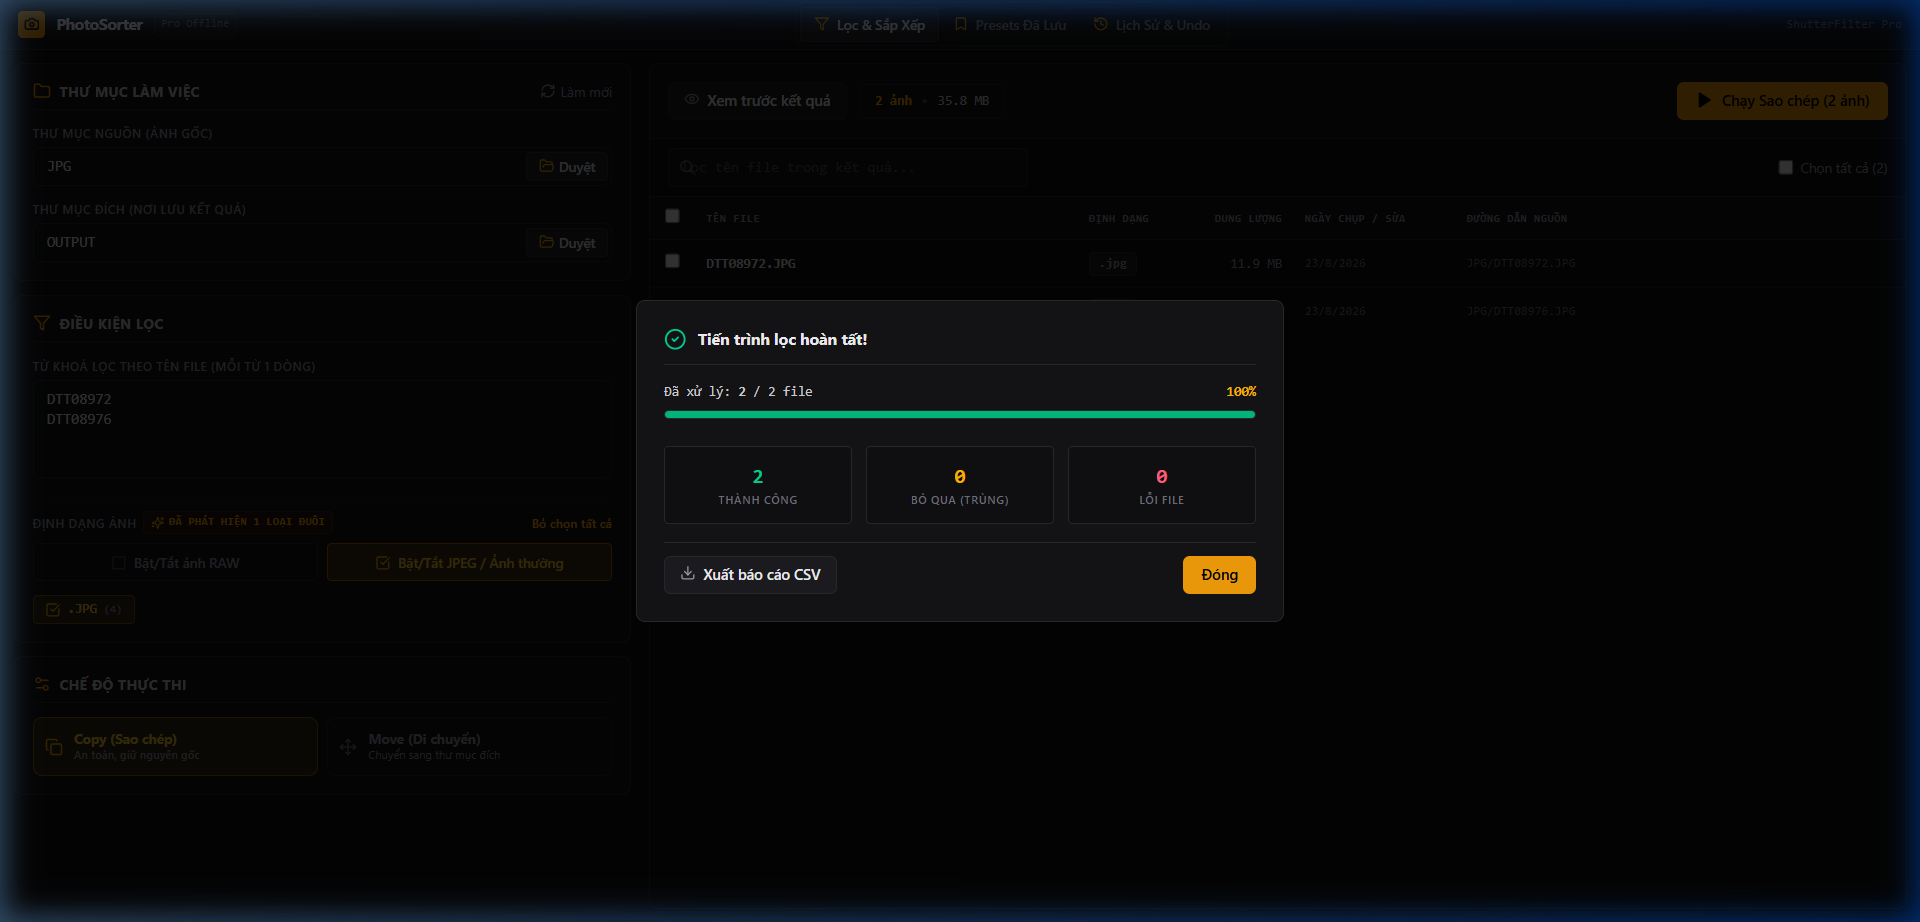 PhotoSorter Pro Offline
Lọc & Sắp Xếp
Presets Đã Lưu
Lịch Sử & Undo
ShutterFilter Pro
THƯ MỤC LÀM VIỆC
Làm mới
THƯ MỤC NGUỒN (ẢNH GỐC)
JPG
Duyệt
THƯ MỤC ĐÍCH (NƠI LƯU KẾT QUẢ)
OUTPUT
Duyệt
ĐIỀU KIỆN LỌC
TỪ KHOÁ LỌC THEO TÊN FILE (MỖI TỪ 1 DÒNG)
DTT08972
DTT08976
ĐỊNH DẠNG ẢNH
ĐÃ PHÁT HIỆN 1 LOẠI ĐUÔI
Bỏ chọn tất cả
Bật/Tắt ảnh RAW
Bật/Tắt JPEG / Ảnh thường
.JPG (4)
CHẾ ĐỘ THỰC THI
Copy (Sao chép)
An toàn, giữ nguyên gốc
Move (Di chuyển)
Chuyển sang thư mục đích
Xem trước kết quả
2 ảnh • 35.8 MB
Chạy Sao chép (2 ảnh)
Lọc tên file trong kết quả...
Chọn tất cả (2)
TÊN FILE ĐỊNH DẠNG DUNG LƯỢNG NGÀY CHỤP / SỬA ĐƯỜNG DẪN NGUỒN
DTT08972.JPG .jpg 11.9 MB 23/8/2026 JPG/DTT08972.JPG
23/8/2026 JPG/DTT08976.JPG
Tiến trình lọc hoàn tất!
Đã xử lý: 2 / 2 file 100%
2
THÀNH CÔNG
0
BỎ QUA (TRÙNG)
0
LỖI FILE
Xuất báo cáo CSV
Đóng